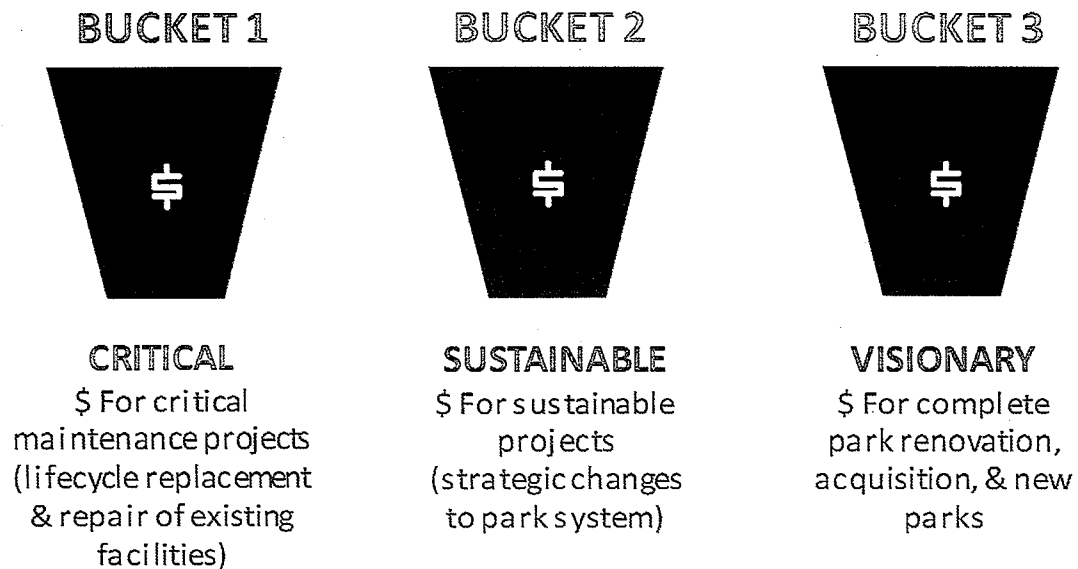 BUCKET 1
$
CRITICAL
$ For critical
maintenance projects
(lifecycle replacement
& repair of existing
facilities)
BUCKET 2
$
SUSTAINABLE
$ For sustainable
projects
(strategic changes
to park system)
BUCKET 3
$
VISIONARY
$ For complete
park renovation,
acquisition, & new
parks